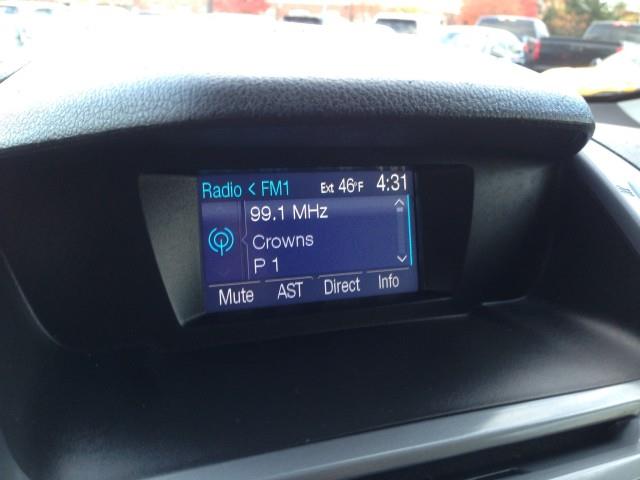 Radio < FM1 Ext 46°F 4:31
99.1 MHz
Crowns
P 1
Mute AST Direct Info